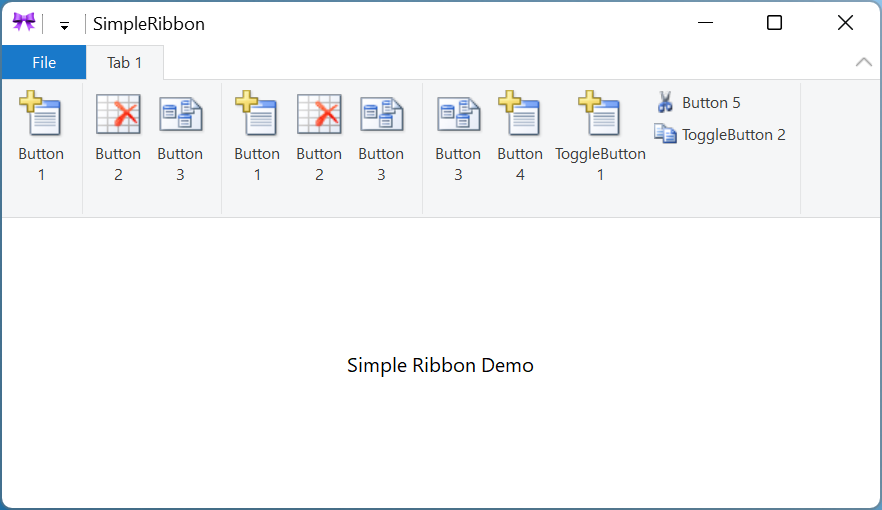 SimpleRibbon
File Tab 1
Button 1
Button 2
Button 3
Button 1
Button 2
Button 3
Button 3
Button 4
ToggleButton 1
Button 5
ToggleButton 2
Simple Ribbon Demo